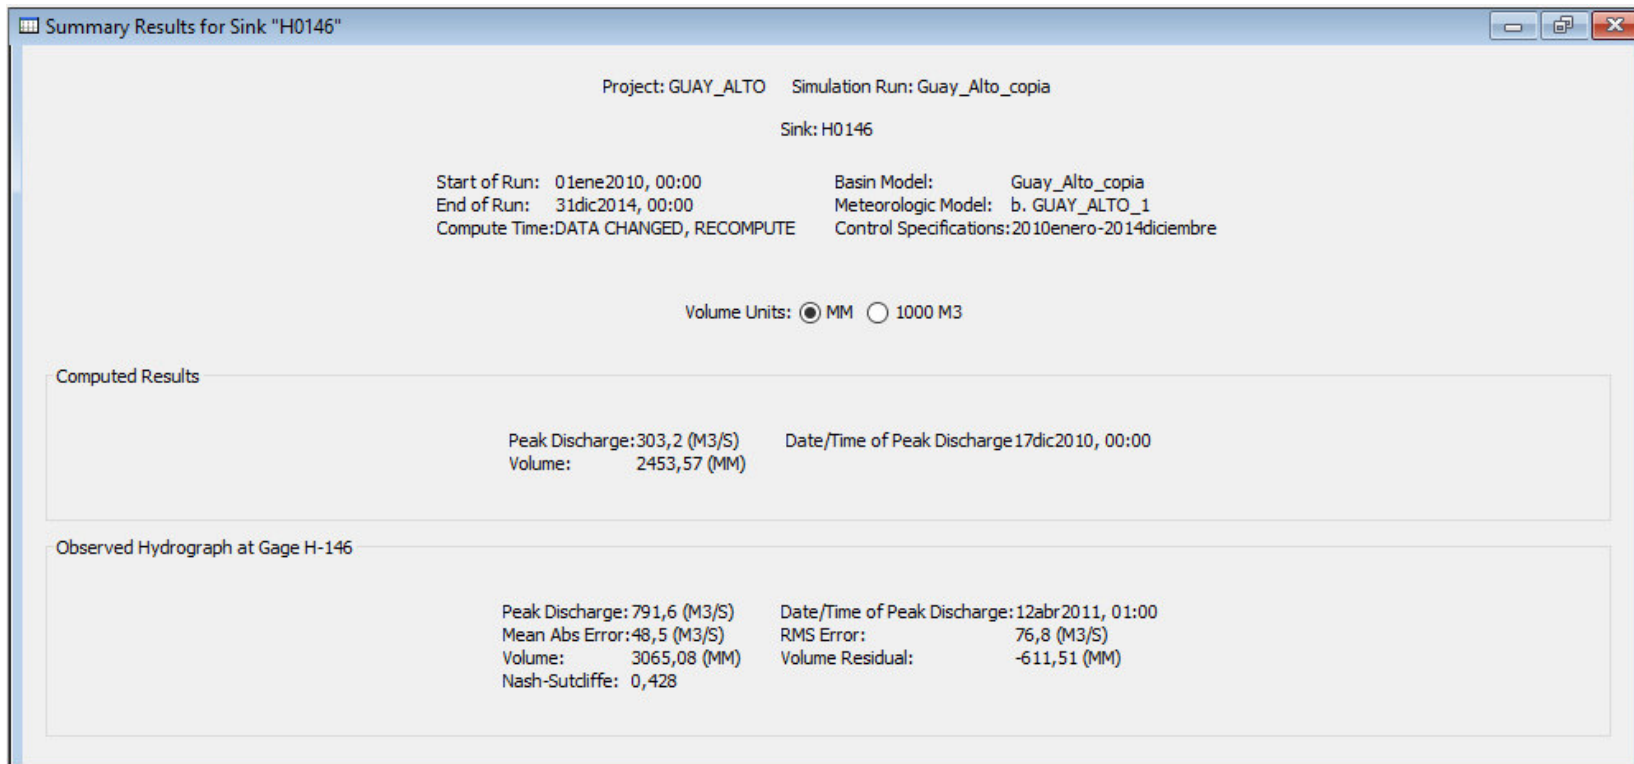 Summary Results for Sink "H0146"
Project: GUAY_ALTO Simulation Run: Guay_Alto_copia
Sink: H0146
Start of Run: 01ene2010, 00:00 Basin Model: Guay_Alto_copia
End of Run: 31dic2014, 00:00 Meteorologic Model: b. GUAY_ALTO_1
Compute Time:DATA CHANGED, RECOMPUTE Control Specifications:2010enero-2014diciembre
Volume Units: MM 1000 M3
Computed Results
Peak Discharge:303,2 (M3/S) Date/Time of Peak Discharge17dic2010, 00:00
Volume: 2453,57 (MM)
Observed Hydrograph at Gage H-146
Peak Discharge:791,6 (M3/S) Date/Time of Peak Discharge:12abr2011, 01:00
Mean Abs Error:48,5 (M3/S) RMS Error: 76,8 (M3/S)
Volume: 3065,08 (MM) Volume Residual: -611,51 (MM)
Nash-Sutcliffe: 0,428